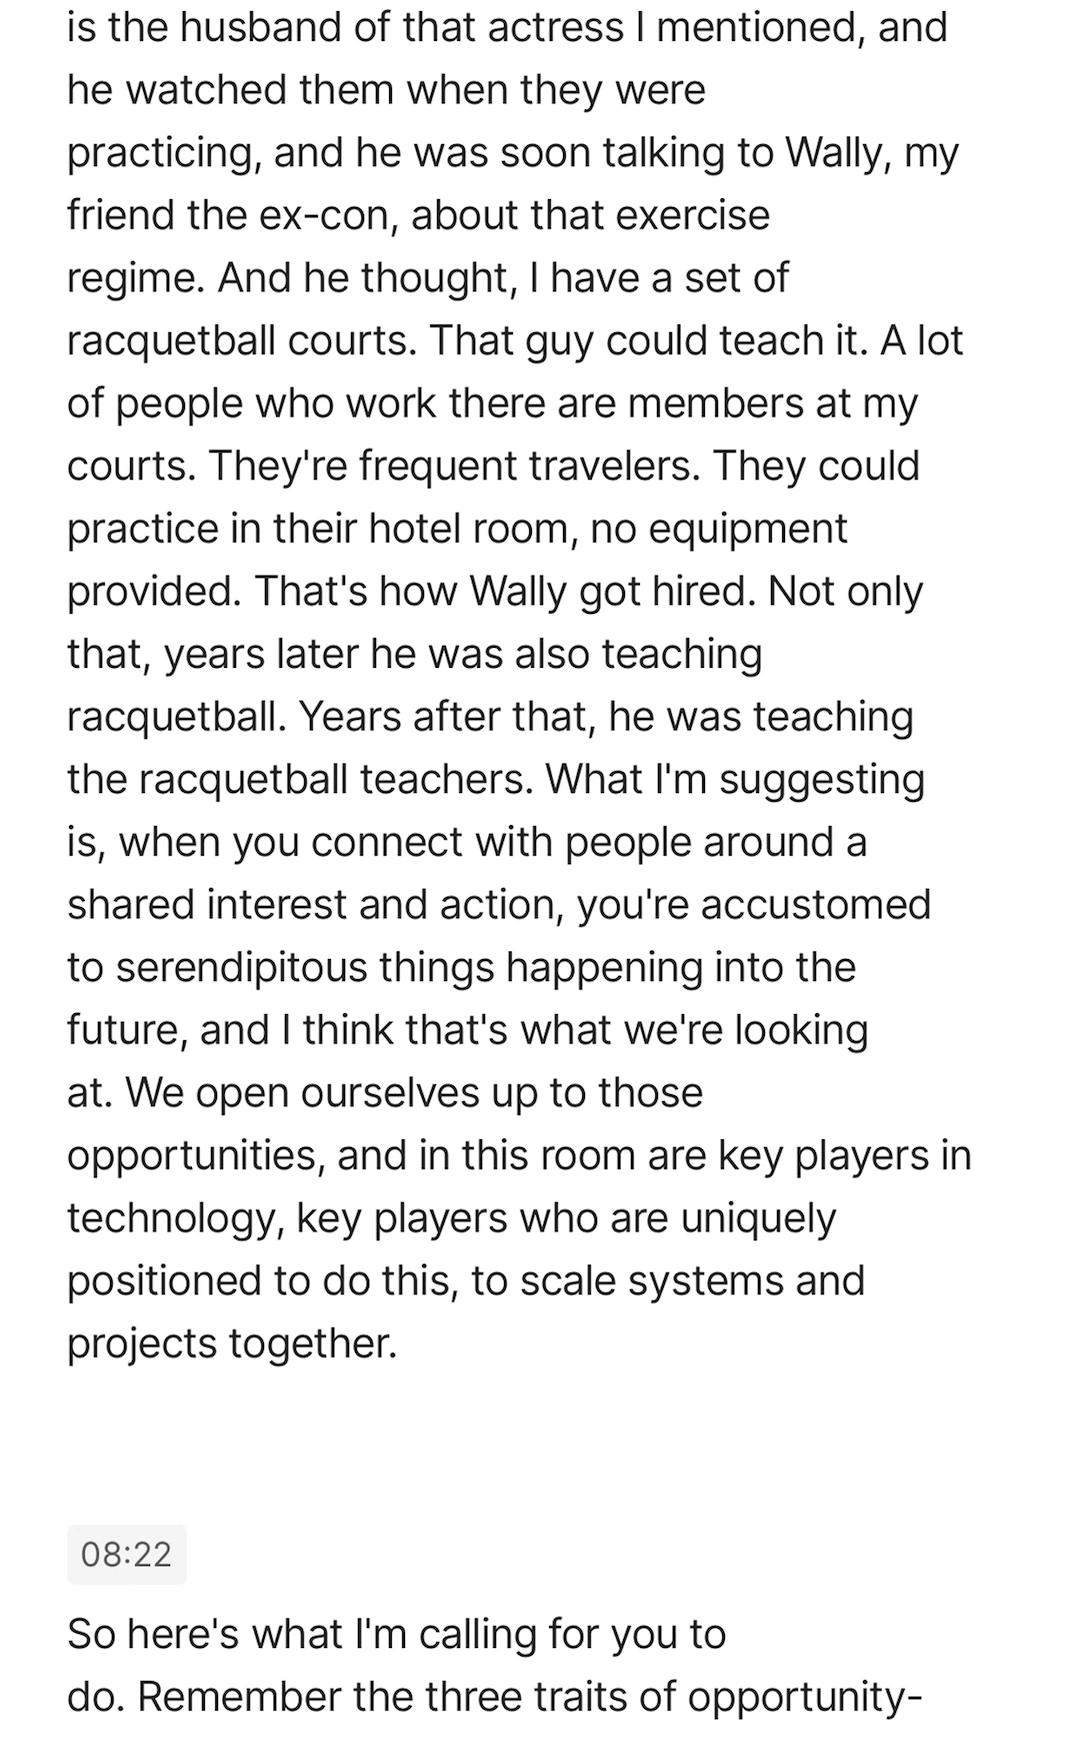 is the husband of that actress I mentioned, and
he watched them when they were
practicing, and he was soon talking to Wally, my
friend the ex-con, about that exercise
regime. And he thought, I have a set of
racquetball courts. That guy could teach it. A lot
of people who work there are members at my
courts. They're frequent travelers. They could
practice in their hotel room, no equipment
provided. That's how Wally got hired. Not only
that, years later he was also teaching
racquetball. Years after that, he was teaching
the racquetball teachers. What I'm suggesting
is, when you connect with people around a
shared interest and action, you're accustomed
to serendipitous things happening into the
future, and I think that's what we're looking
at. We open ourselves up to those
opportunities, and in this room are key players in
technology, key players who are uniquely
positioned to do this, to scale systems and
projects together.
08:22
So here's what I'm calling for you to
do. Remember the three traits of opportunity-